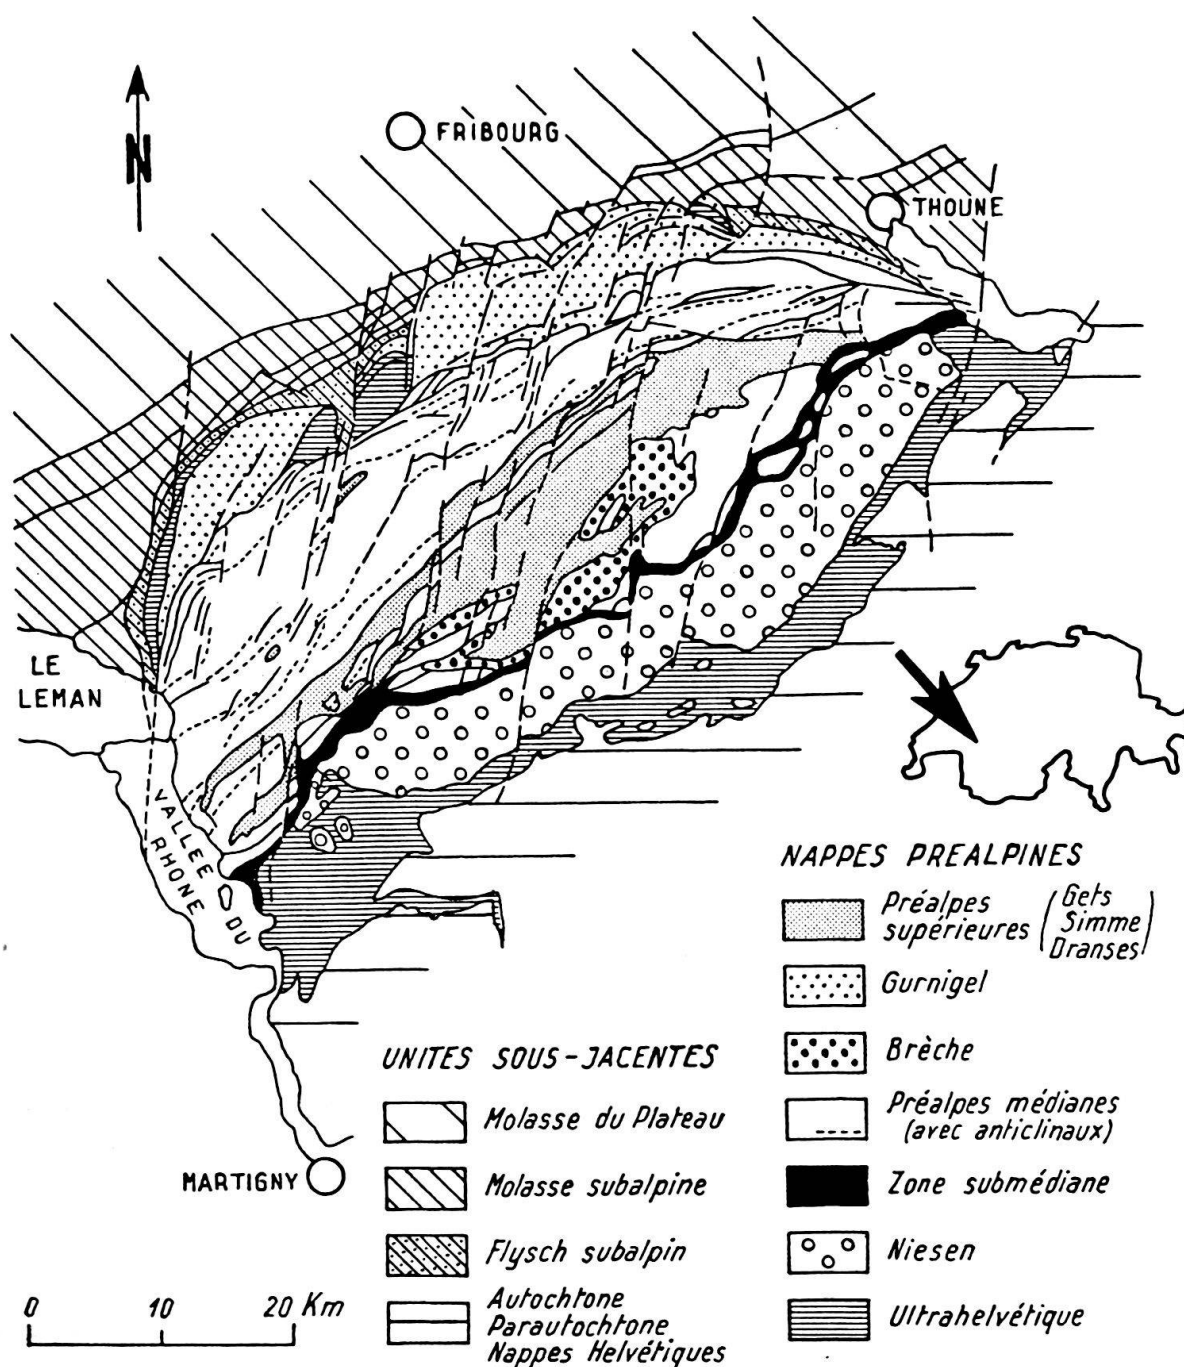 N
FRIBOURG
THOUNE
LE
LEMAN
VALLEE DU
RHONE
MARTIGNY
NAPPES PREALPINES
Préalpes
supérieures
Gets
Simme
Dranses
Gurnigel
Brèche
Préalpes médianes
(avec anticlinaux)
Zone submédiane
Niesen
Ultrahelvétique
UNITES SOUS-JACENTES
Molasse du Plateau
Molasse subalpine
Flysch subalpin
Autochtone
Parautochtone
Nappes Helvétiques
0 10 20 Km